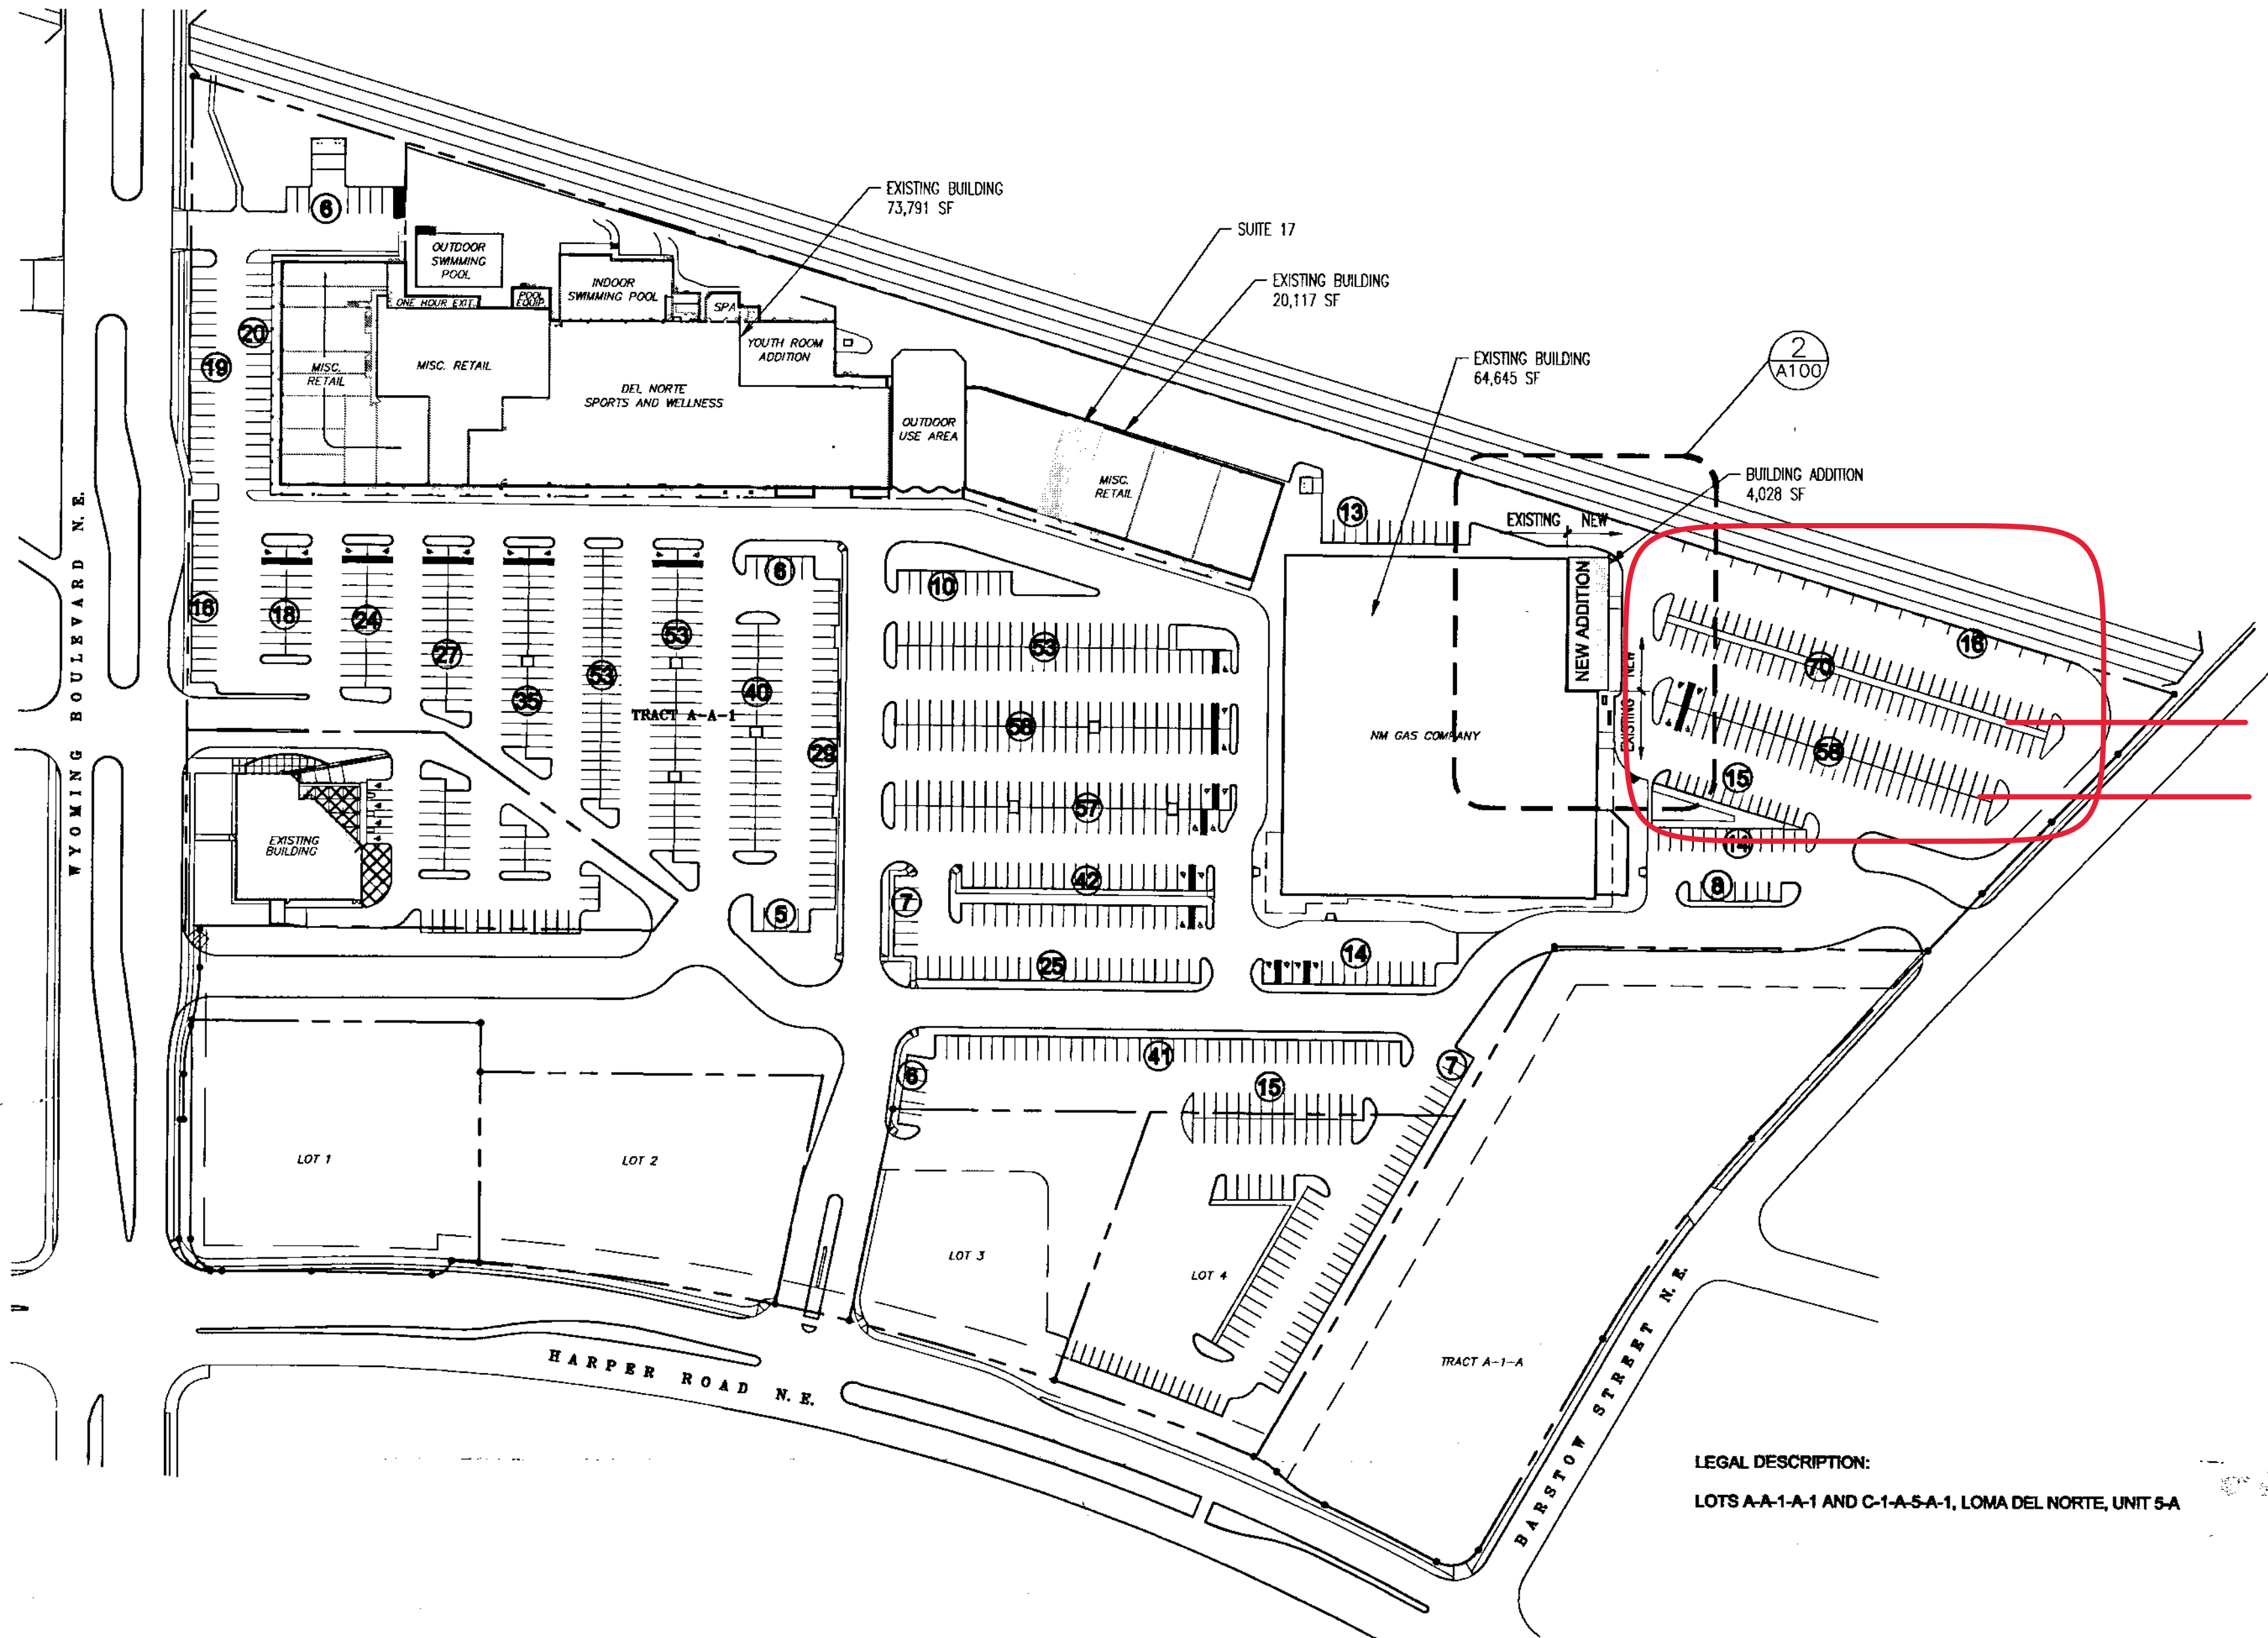 EXISTING BUILDING
73,791 SF
SUITE 17
EXISTING BUILDING
20,117 SF
EXISTING BUILDING
64,645 SF
2
A100
BUILDING ADDITION
4,028 SF
6
OUTDOOR
SWIMMING
POOL
ONE HOUR EXIT
POOL
EQUIP.
INDOOR
SWIMMING POOL
SPA
YOUTH ROOM
ADDITION
20
19
MISC.
RETAIL
MISC. RETAIL
DEL NORTE
SPORTS AND WELLNESS
OUTDOOR
USE AREA
MISC.
RETAIL
13
EXISTING
NEW
NEW ADDITION
NEW
EXISTING
NM GAS COMPANY
WYOMING BOULEVARD N.E.
16
18
24
27
35
53
53
6
40
29
TRACT A-A-1
10
53
58
57
42
7
5
25
14
16
70
15
14
8
EXISTING
BUILDING
41
6
15
7
LOT 1
LOT 2
LOT 3
LOT 4
TRACT A-1-A
HARPER ROAD N.E.
BARSTOW STREET N.E.
LEGAL DESCRIPTION:
LOTS A-A-1-A-1 AND C-1-A-5-A-1, LOMA DEL NORTE, UNIT 5-A